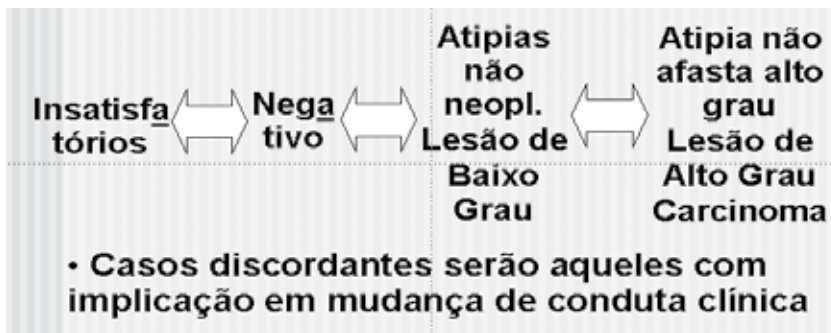 Insatisfa
tórios
Nega
tivo
Atipias
não
neopl.
Lesão de
Baixo
Grau
Atipia não
afasta alto
grau
Lesão de
Alto Grau
Carcinoma
• Casos discordantes serão aqueles com
implicação em mudança de conduta clínica